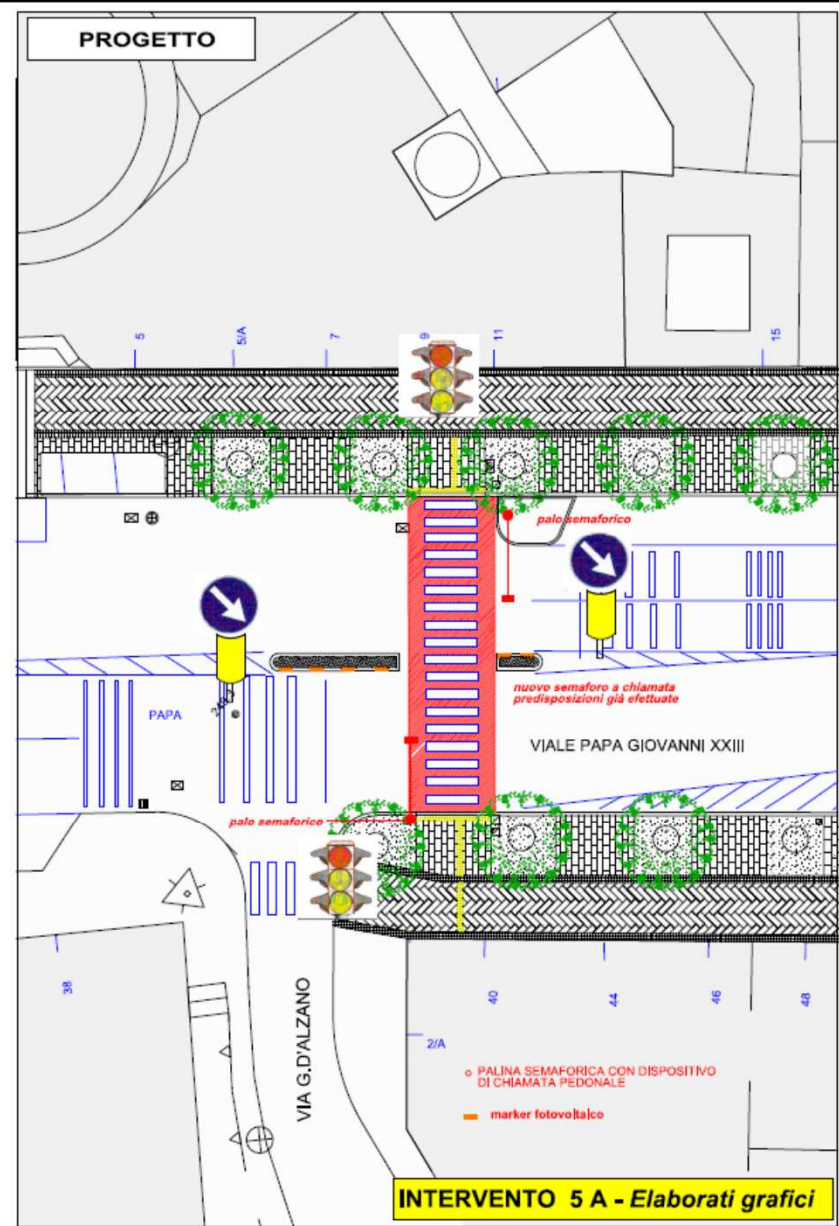 PROGETTO
5
5/A
7
9
11
15
palo semaforico
nuovo semaforo a chiamata
predisposizioni già efettuate
PAPA
VIALE PAPA GIOVANNI XXIII
palo semaforico
38
VIA G.D'ALZANO
40
44
46
48
2/A
PALINA SEMAFORICA CON DISPOSITIVO
DI CHIAMATA PEDONALE
marker fotovoltaico
INTERVENTO 5 A - Elaborati grafici